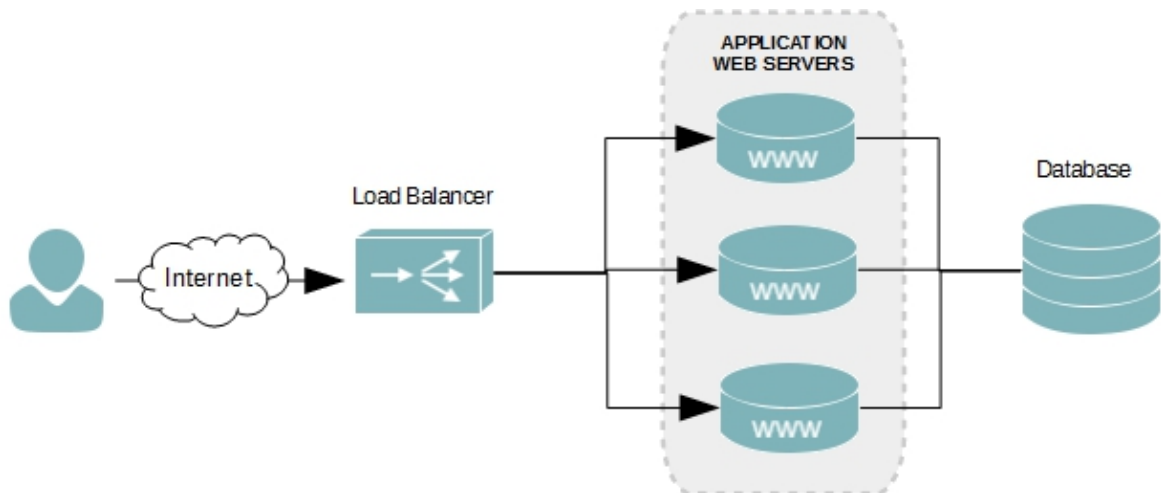 APPLICATION
WEB SERVERS
WWW
Database
Load Balancer
Internet
WWW
WWW